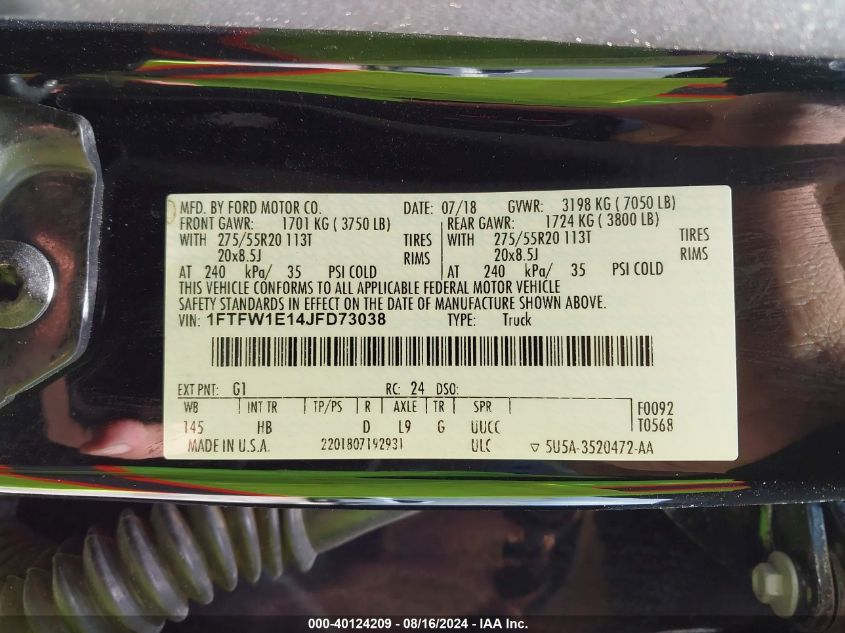 MFD. BY FORD MOTOR CO. DATE: 07/18 GVWR: 3198 KG ( 7050 LB)
FRONT GAWR: 1701 KG ( 3750 LB) REAR GAWR: 1724 KG ( 3800 LB)
WITH 275/55R20 113T TIRES WITH 275/55R20 113T TIRES
20x8.5J RIMS 20x8.5J RIMS
AT 240 kPa/ 35 PSI COLD AT 240 kPa/ 35 PSI COLD
THIS VEHICLE CONFORMS TO ALL APPLICABLE FEDERAL MOTOR VEHICLE
SAFETY STANDARDS IN EFFECT ON THE DATE OF MANUFACTURE SHOWN ABOVE.
VIN: 1FTFW1E14JFD73038 TYPE: Truck
EXT PNT: G1 RC: 24 DSO:
WB INT TR TP/PS R AXLE TR SPR F0092
145 HB D L9 G UUCC T0568
MADE IN U.S.A. 2201807192931 ULC ▽ 5U5A-3520472-AA
000-40124209 - 08/16/2024 - IAA Inc.